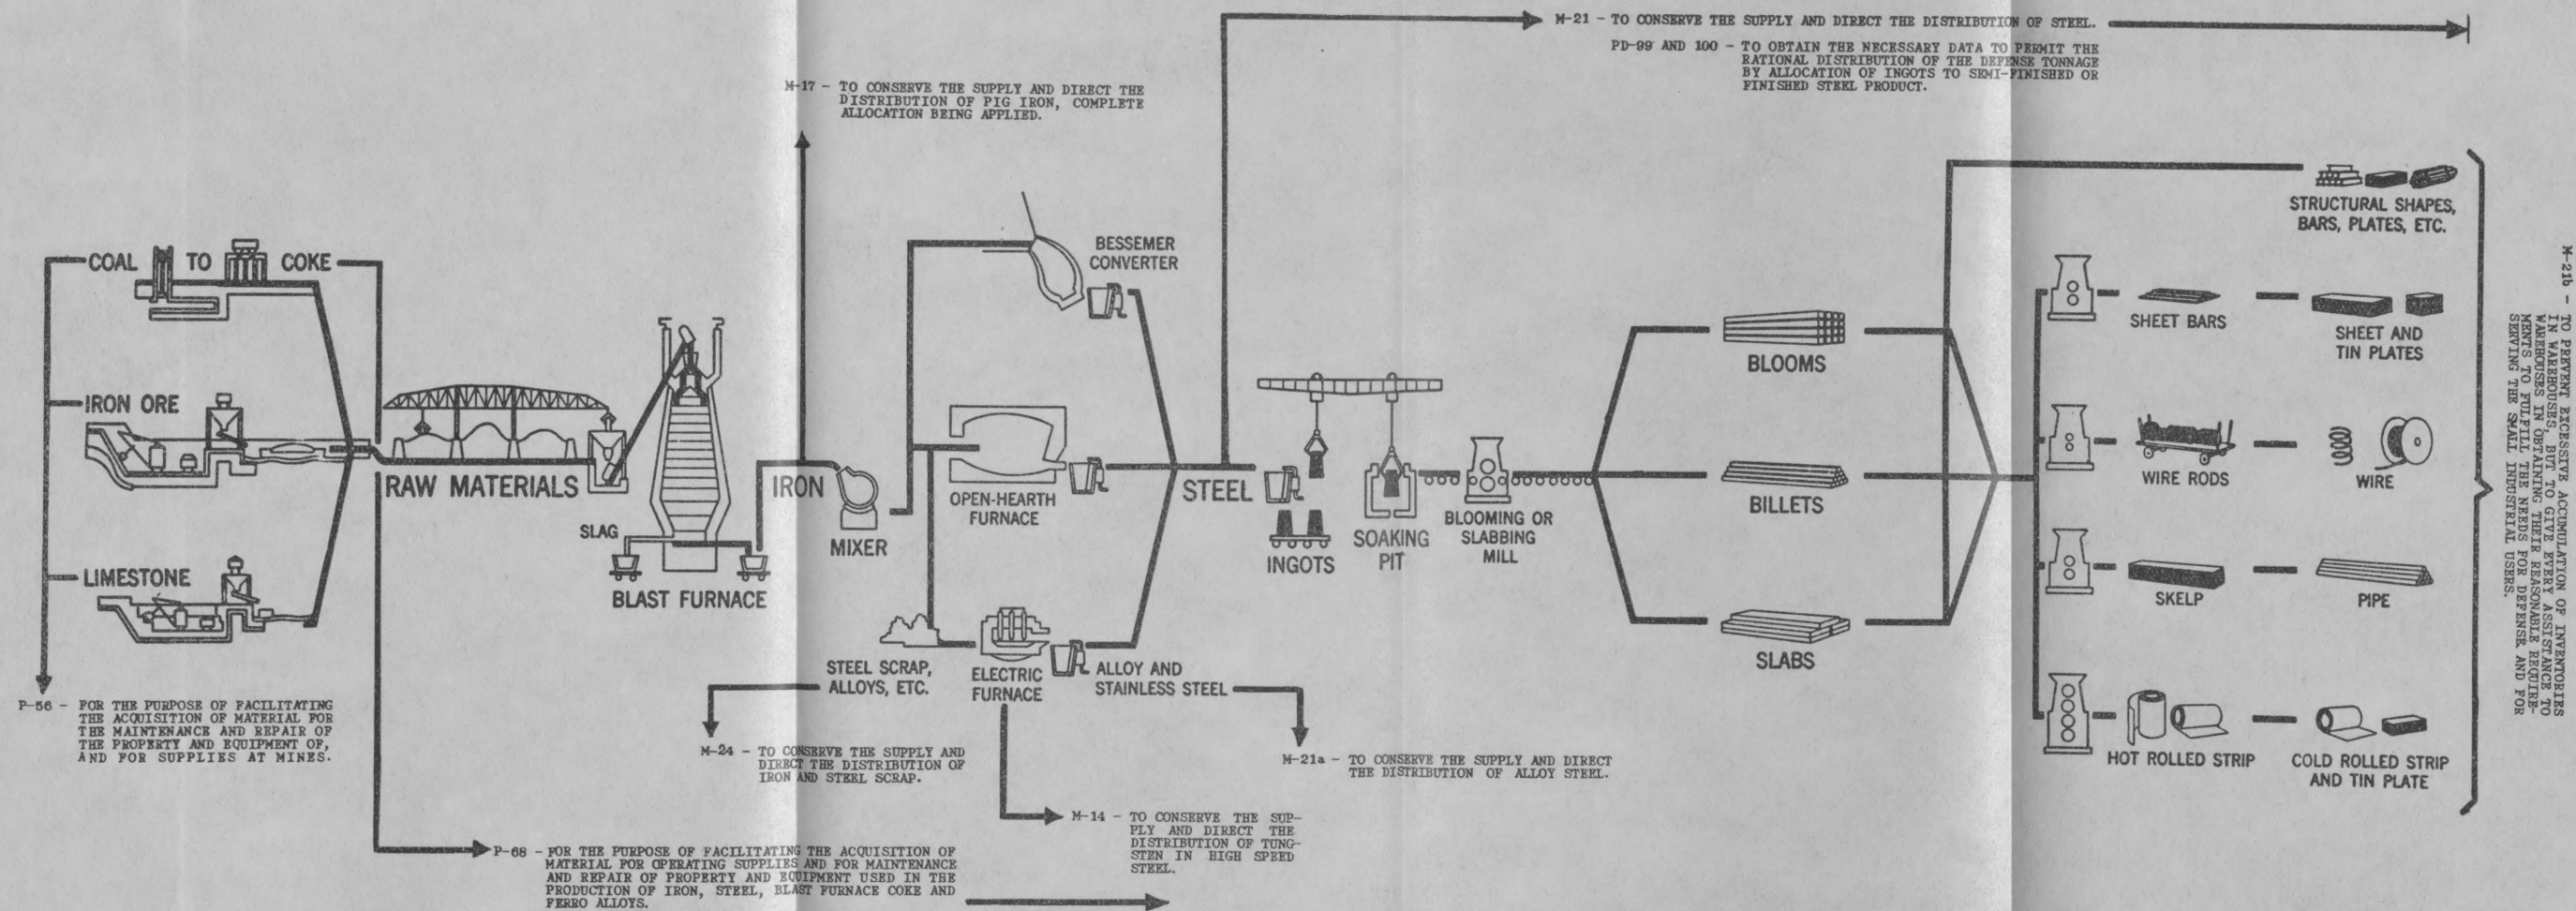 M-21 - TO CONSERVE THE SUPPLY AND DIRECT THE DISTRIBUTION OF STEEL.
PD-99 AND 100 - TO OBTAIN THE NECESSARY DATA TO PERMIT THE
RATIONAL DISTRIBUTION OF THE DEFENSE TONNAGE
BY ALLOCATION OF INGOTS TO SEMI-FINISHED OR
FINISHED STEEL PRODUCT.
M-17 - TO CONSERVE THE SUPPLY AND DIRECT THE
DISTRIBUTION OF PIG IRON, COMPLETE
ALLOCATION BEING APPLIED.
COAL TO COKE
IRON ORE
LIMESTONE
RAW MATERIALS
SLAG
BLAST FURNACE
IRON
MIXER
BESSEMER
CONVERTER
OPEN-HEARTH
FURNACE
STEEL SCRAP,
ALLOYS, ETC.
ELECTRIC
FURNACE
ALLOY AND
STAINLESS STEEL
STEEL
INGOTS
SOAKING
PIT
BLOOMING OR
SLABBING
MILL
BLOOMS
BILLETS
SLABS
STRUCTURAL SHAPES,
BARS, PLATES, ETC.
SHEET BARS
SHEET AND
TIN PLATES
WIRE RODS
WIRE
SKELP
PIPE
HOT ROLLED STRIP
COLD ROLLED STRIP
AND TIN PLATE
M-21b - TO PREVENT EXCESSIVE ACCUMULATION OF INVENTORIES
IN WAREHOUSES, BUT TO GIVE EVERY ASSISTANCE TO
WAREHOUSES IN OBTAINING THEIR REASONABLE REQUIRE-
MENTS TO FULFILL THE NEEDS FOR DEFENSE AND FOR
SERVING THE SMALL INDUSTRIAL USERS.
P-56 - FOR THE PURPOSE OF FACILITATING
THE ACQUISITION OF MATERIAL FOR
THE MAINTENANCE AND REPAIR OF
THE PROPERTY AND EQUIPMENT OF,
AND FOR SUPPLIES AT MINES.
M-24 - TO CONSERVE THE SUPPLY AND
DIRECT THE DISTRIBUTION OF
IRON AND STEEL SCRAP.
M-21a - TO CONSERVE THE SUPPLY AND DIRECT
THE DISTRIBUTION OF ALLOY STEEL.
M-14 - TO CONSERVE THE SUP-
PLY AND DIRECT THE
DISTRIBUTION OF TUNG-
STEN IN HIGH SPEED
STEEL.
P-68 - FOR THE PURPOSE OF FACILITATING THE ACQUISITION OF
MATERIAL FOR OPERATING SUPPLIES AND FOR MAINTENANCE
AND REPAIR OF PROPERTY AND EQUIPMENT USED IN THE
PRODUCTION OF IRON, STEEL, BLAST FURNACE COKE AND
FERRO ALLOYS.